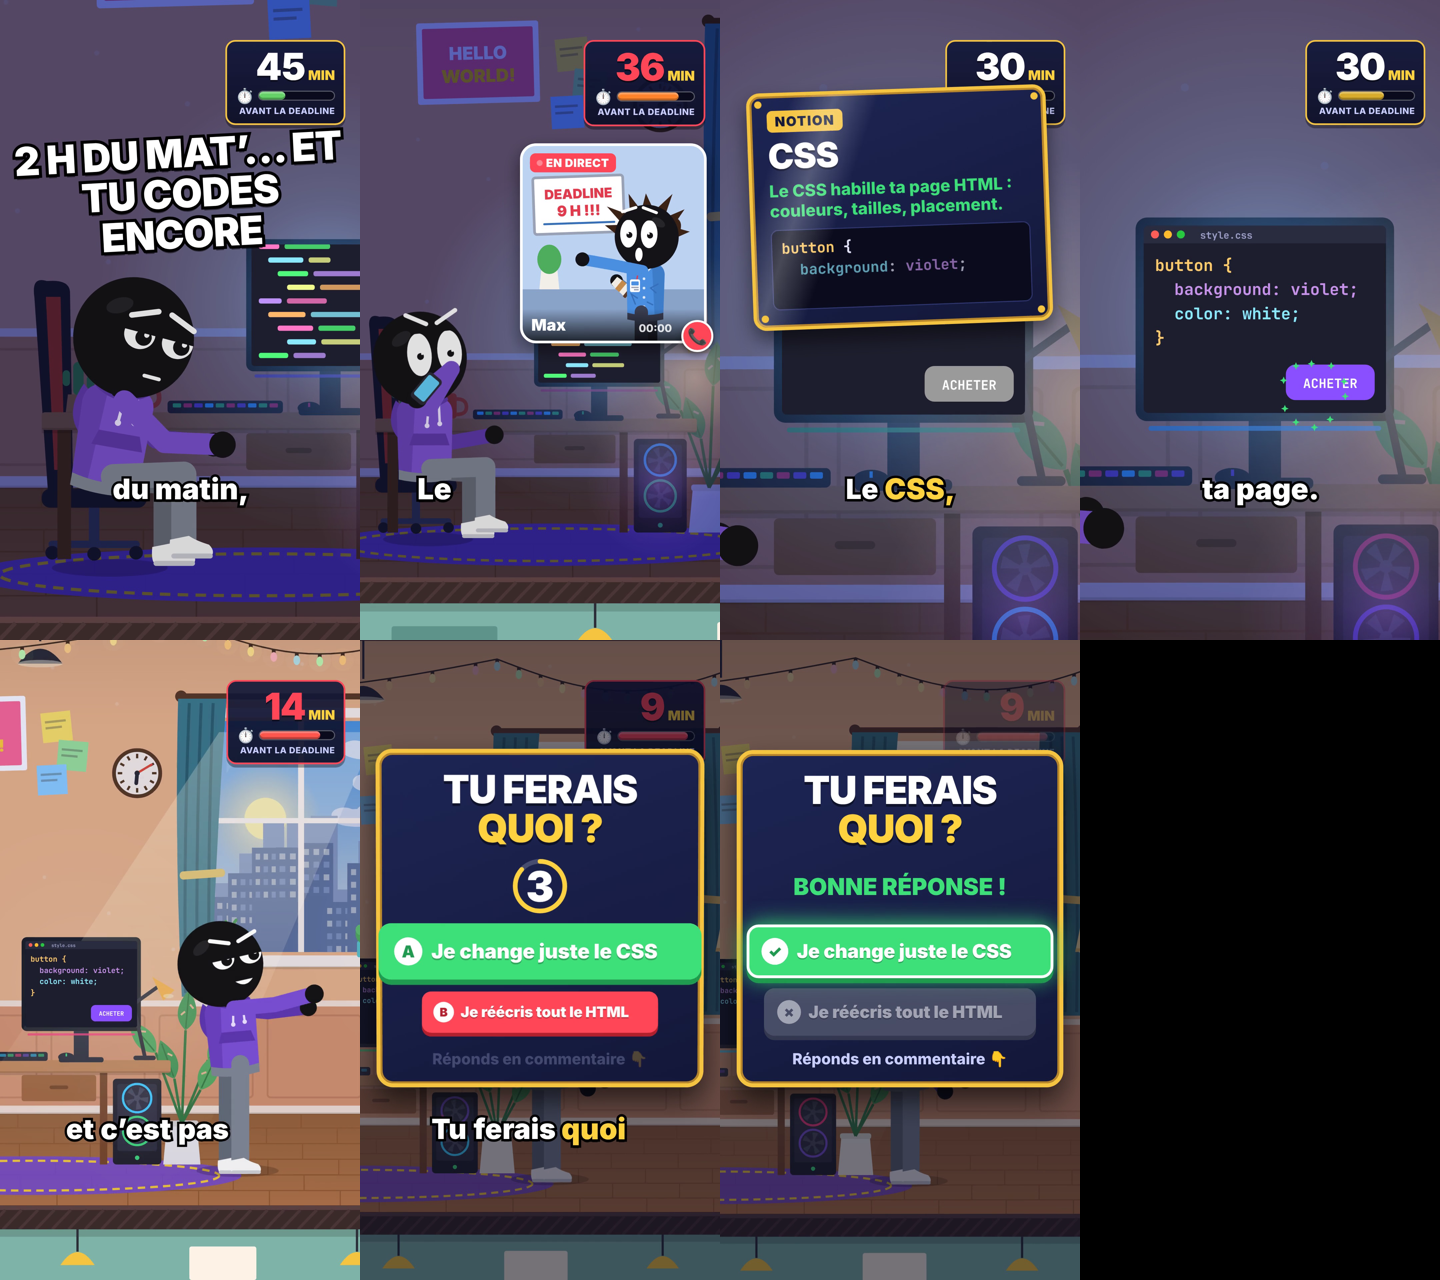 45 MIN
AVANT LA DEADLINE
2 H DU MAT'... ET
TU CODES
ENCORE
du matin,
HELLO
WORLD!
36 MIN
AVANT LA DEADLINE
EN DIRECT
DEADLINE
9 H !!!
Max
00:00
Le
30 MIN
NOTION
CSS
Le CSS habille ta page HTML :
couleurs, tailles, placement.
button {
background: violet;
ACHETER
Le CSS,
30 MIN
AVANT LA DEADLINE
style.css
button {
background: violet;
color: white;
}
ACHETER
ta page.
14 MIN
AVANT LA DEADLINE
style.css
button {
background: violet;
color: white;
}
ACHETER
et c'est pas
9 MIN
TU FERAIS
QUOI ?
3
A Je change juste le CSS
B Je réécris tout le HTML
Réponds en commentaire 👇
Tu ferais quoi
9 MIN
TU FERAIS
QUOI ?
BONNE RÉPONSE !
Je change juste le CSS
Je réécris tout le HTML
Réponds en commentaire 👇